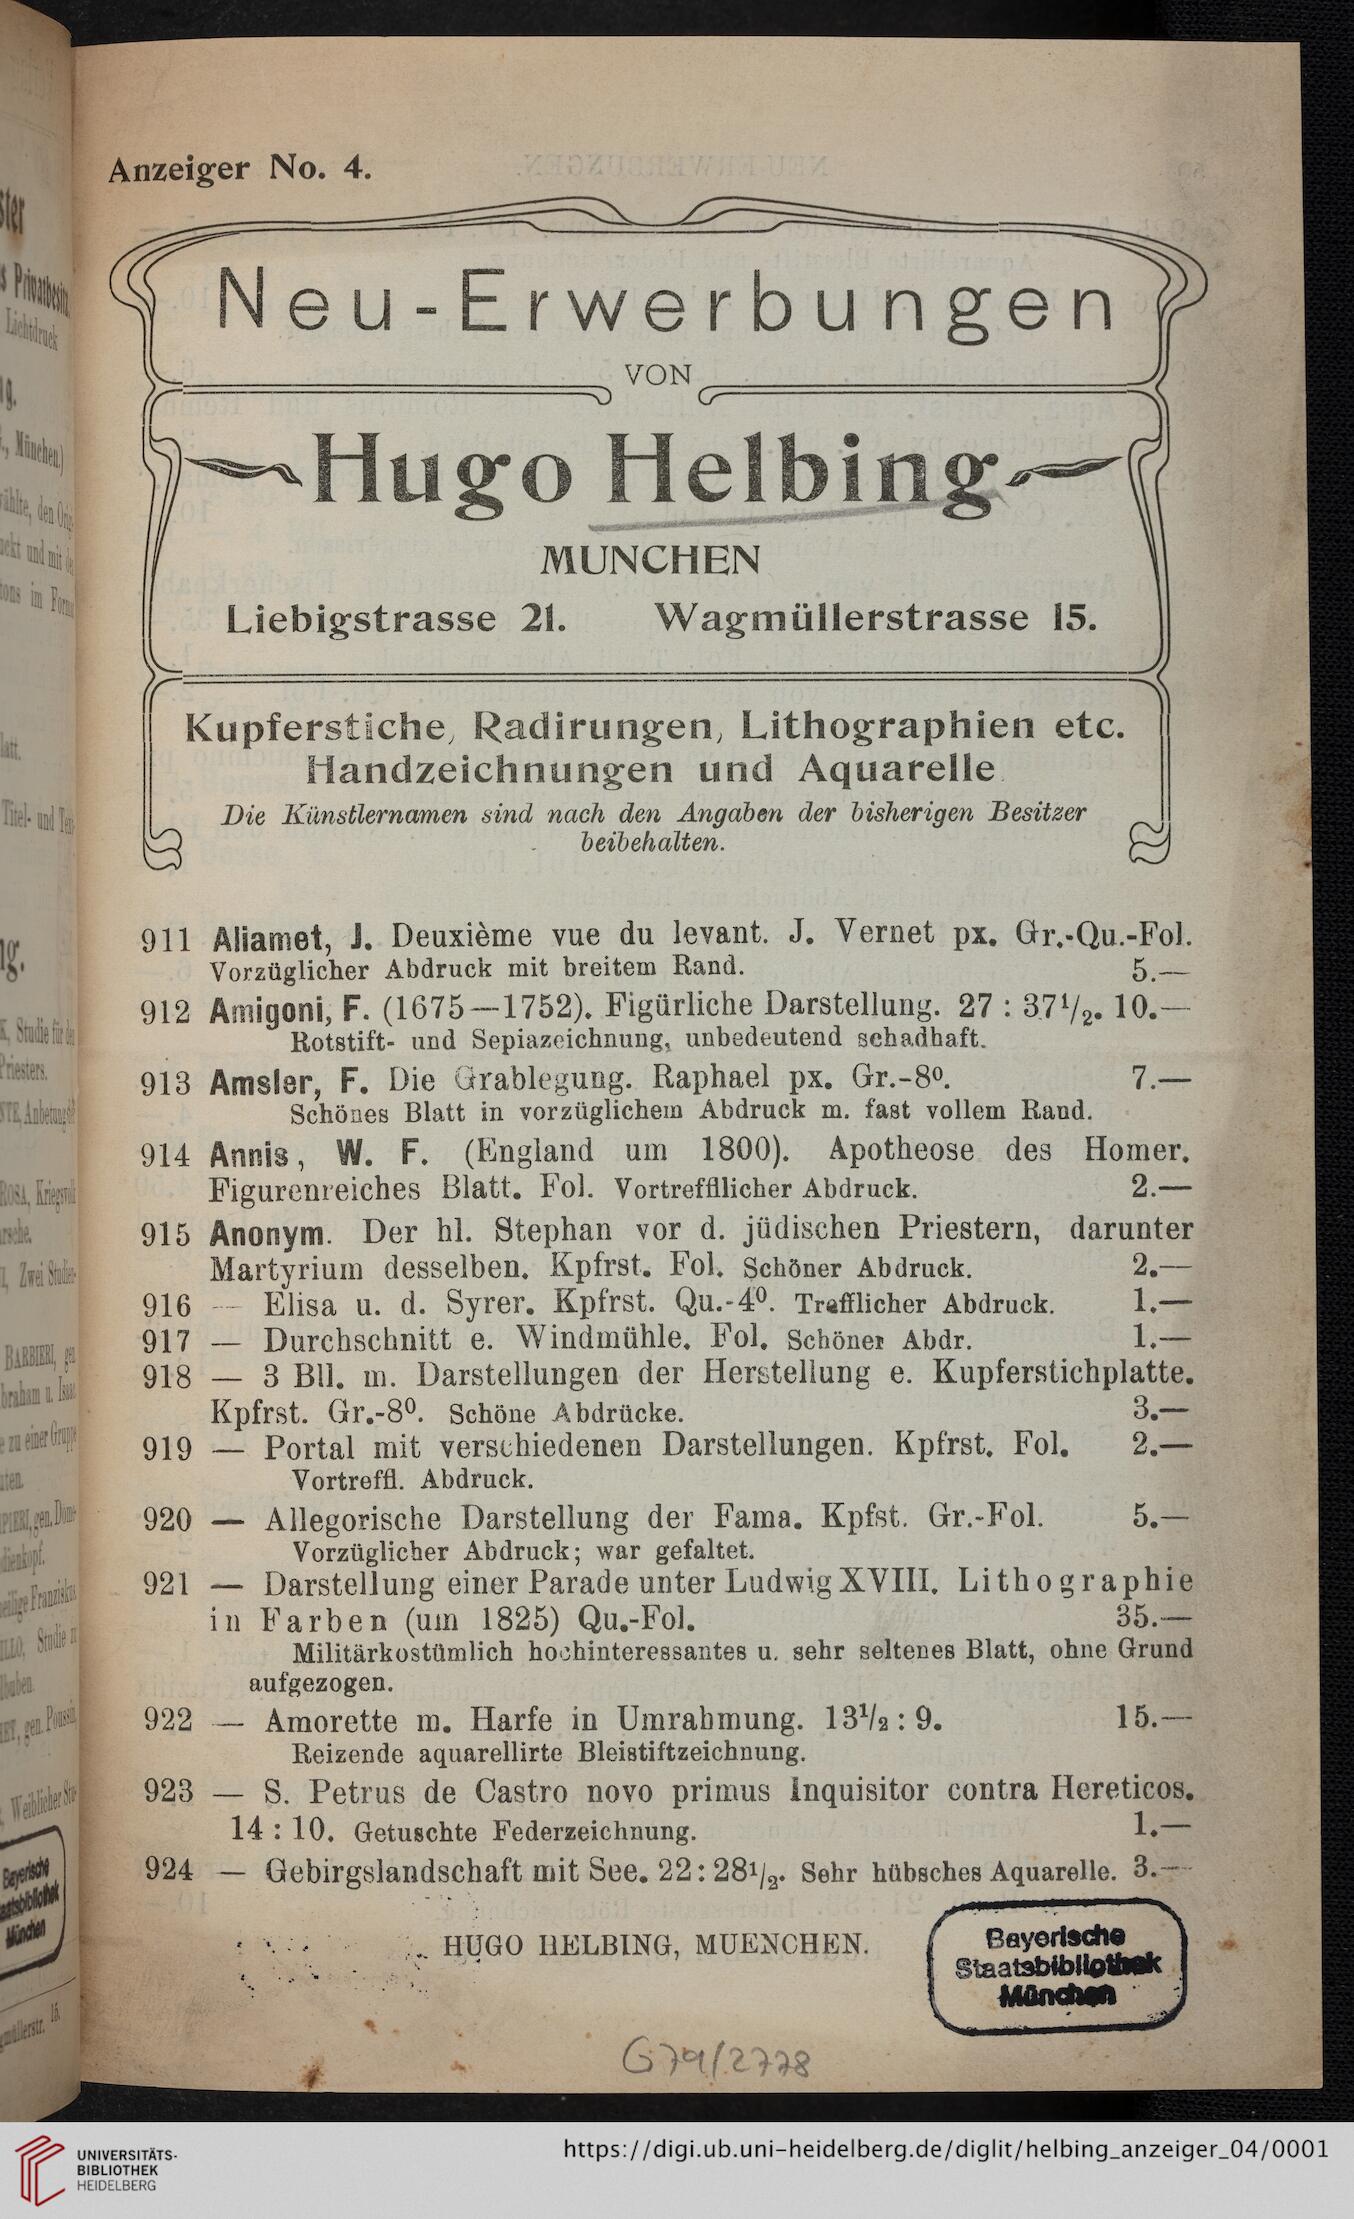 Anzeiger No. 4.
Neu-Erwerbungen
VON
Hugo Helbing
MUNCHEN
Liebigstrasse 21. Wagmüllerstrasse 15.
Kupferstiche, Radirungen, Lithographien etc.
Handzeichnungen und Aquarelle
Die Künstlernamen sind nach den Angaben der bisherigen Besitzer
beibehalten.
911 Aliamet, J. Deuxième vue du levant. J. Vernet px. Gr.-Qu.-Fol.
Vorzüglicher Abdruck mit breitem Rand. 5.—
912 Amigoni, F. (1675—1752). Figürliche Darstellung. 27 : 37½. 10.—
Rotstift- und Sepiazeichnung, unbedeutend schadhaft.
913 Amsler, F. Die Grablegung. Raphael px. Gr.-8º. 7.—
Schönes Blatt in vorzüglichem Abdruck m. fast vollem Rand.
914 Annis, W. F. (England um 1800). Apotheose des Homer.
Figurenreiches Blatt. Fol. Vortrefflicher Abdruck. 2.—
915 Anonym. Der hl. Stephan vor d. jüdischen Priestern, darunter
Martyrium desselben. Kpfrst. Fol. Schöner Abdruck. 2.—
916 — Elisa u. d. Syrer. Kpfrst. Qu.-4º. Trefflicher Abdruck. 1.—
917 — Durchschnitt e. Windmühle. Fol. Schöner Abdr. 1.—
918 — 3 Bll. m. Darstellungen der Herstellung e. Kupferstichplatte.
Kpfrst. Gr.-8º. Schöne Abdrücke. 3.—
919 — Portal mit verschiedenen Darstellungen. Kpfrst. Fol. 2.—
Vortreffl. Abdruck.
920 — Allegorische Darstellung der Fama. Kpfst. Gr.-Fol. 5.—
Vorzüglicher Abdruck; war gefaltet.
921 — Darstellung einer Parade unter Ludwig XVIII. Lithographie
in Farben (um 1825) Qu.-Fol. 35.—
Militärkostümlich hochinteressantes u. sehr seltenes Blatt, ohne Grund
aufgezogen.
922 — Amorette m. Harfe in Umrahmung. 13½ : 9. 15.—
Reizende aquarellirte Bleistiftzeichnung.
923 — S. Petrus de Castro novo primus Inquisitor contra Hereticos.
14 : 10. Getuschte Federzeichnung. 1.—
924 — Gebirgslandschaft mit See. 22 : 28½. Sehr hübsches Aquarelle. 3.—
HUGO HELBING, MUENCHEN.
Bayerische
Staatsbibliothek
München
G79/2778
UNIVERSITÄTS-
BIBLIOTHEK
HEIDELBERG
https://digi.ub.uni-heidelberg.de/diglit/helbing_anzeiger_04/0001